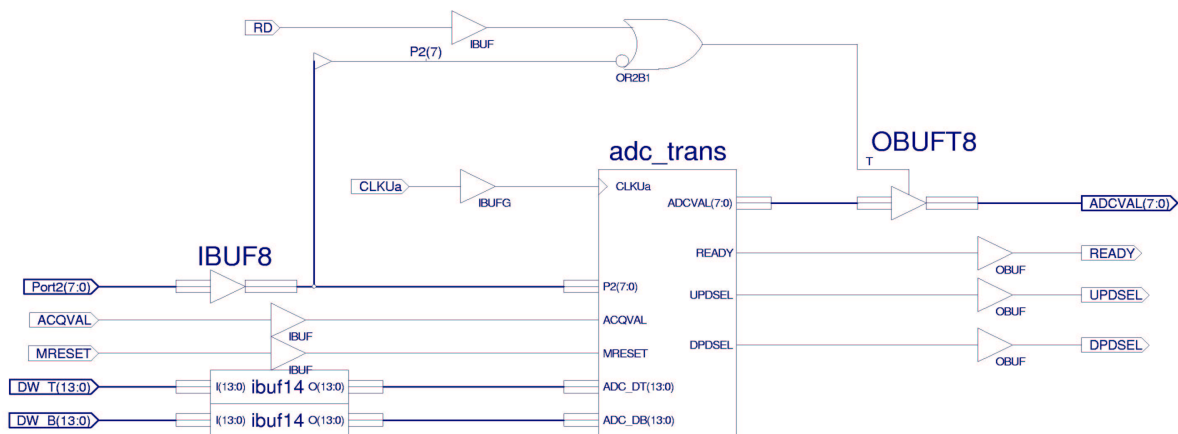 RD
IBUF
P2(7)
OR2B1
OBUFT8
T
adc_trans
CLKUa
IBUFG
CLKUa
ADCVAL(7:0)
ADCVAL(7:0)
IBUF8
READY
OBUF
READY
Port2(7:0)
P2(7:0)
UPDSEL
OBUF
UPDSEL
ACQVAL
IBUF
ACQVAL
MRESET
IBUF
MRESET
DPDSEL
OBUF
DPDSEL
DW_T(13:0)
I(13:0) ibuf14 O(13:0)
ADC_DT(13:0)
DW_B(13:0)
I(13:0) ibuf14 O(13:0)
ADC_DB(13:0)